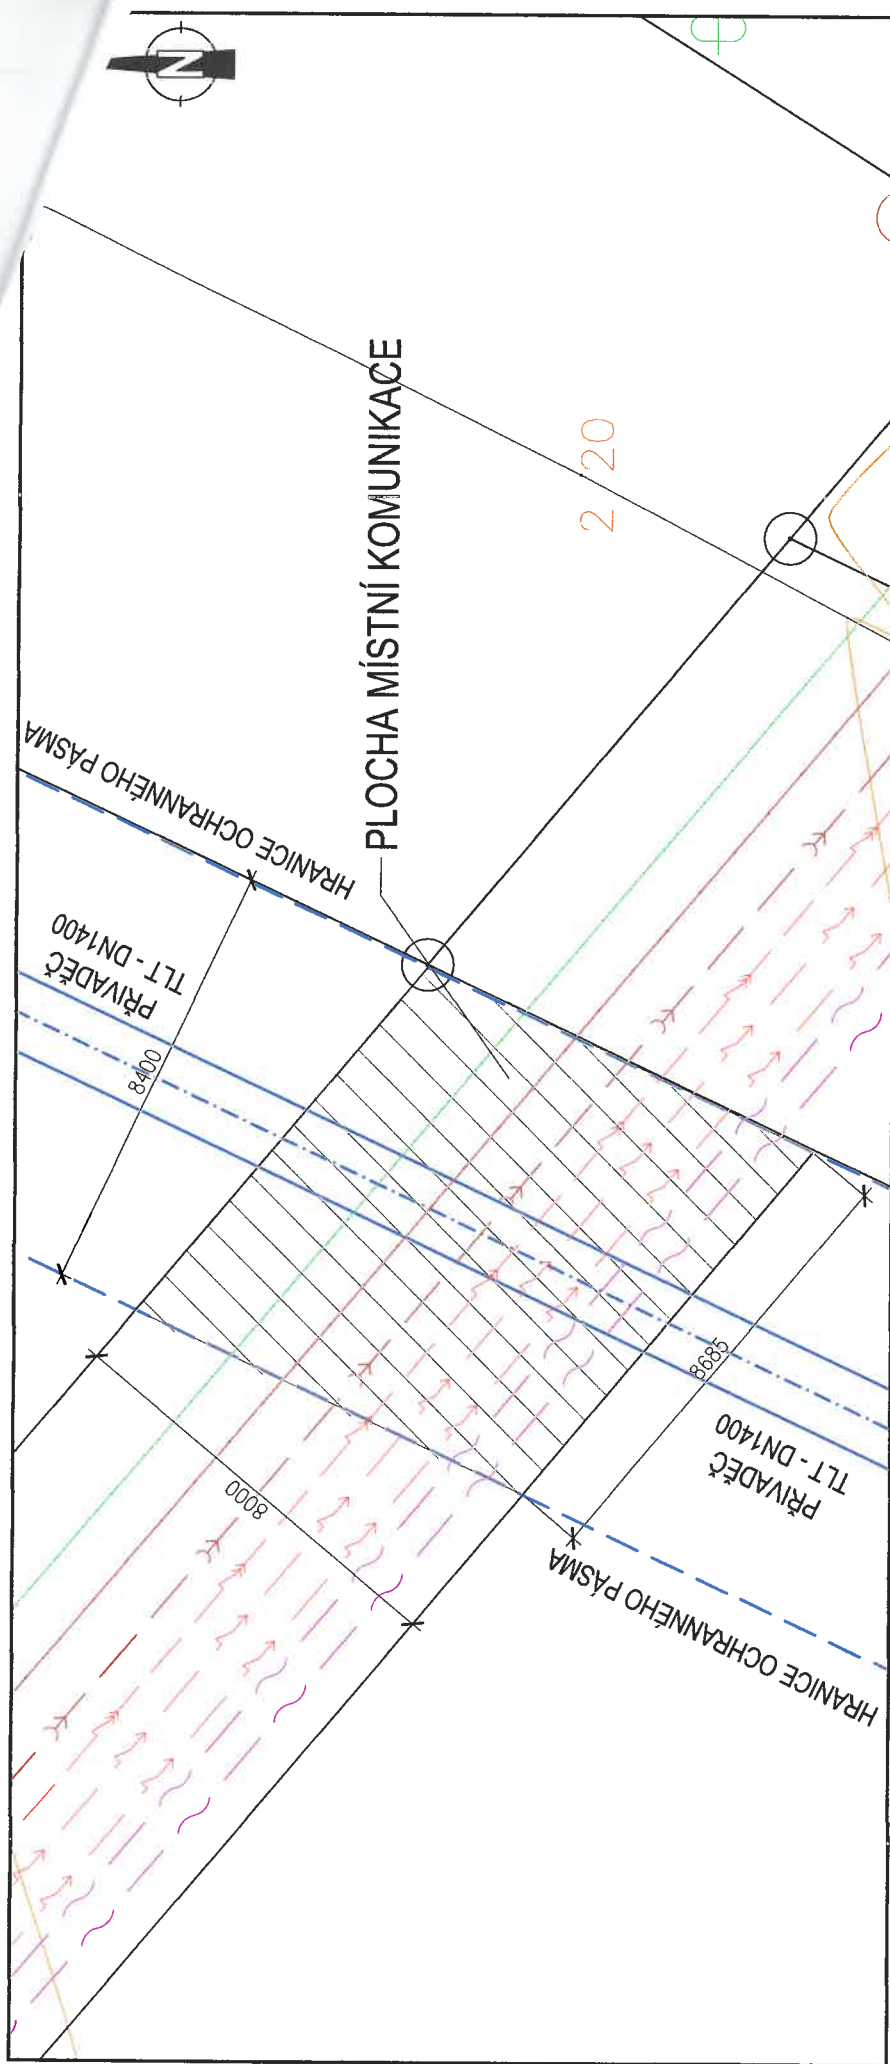 N
HRANICE OCHRANNÉHO PÁSMA
PLOCHA MÍSTNÍ KOMUNIKACE
2 20
PŘIVADĚČ
TLT - DN1400
8400
8000
8685
PŘIVADĚČ
TLT - DN1400
HRANICE OCHRANNÉHO PÁSMA